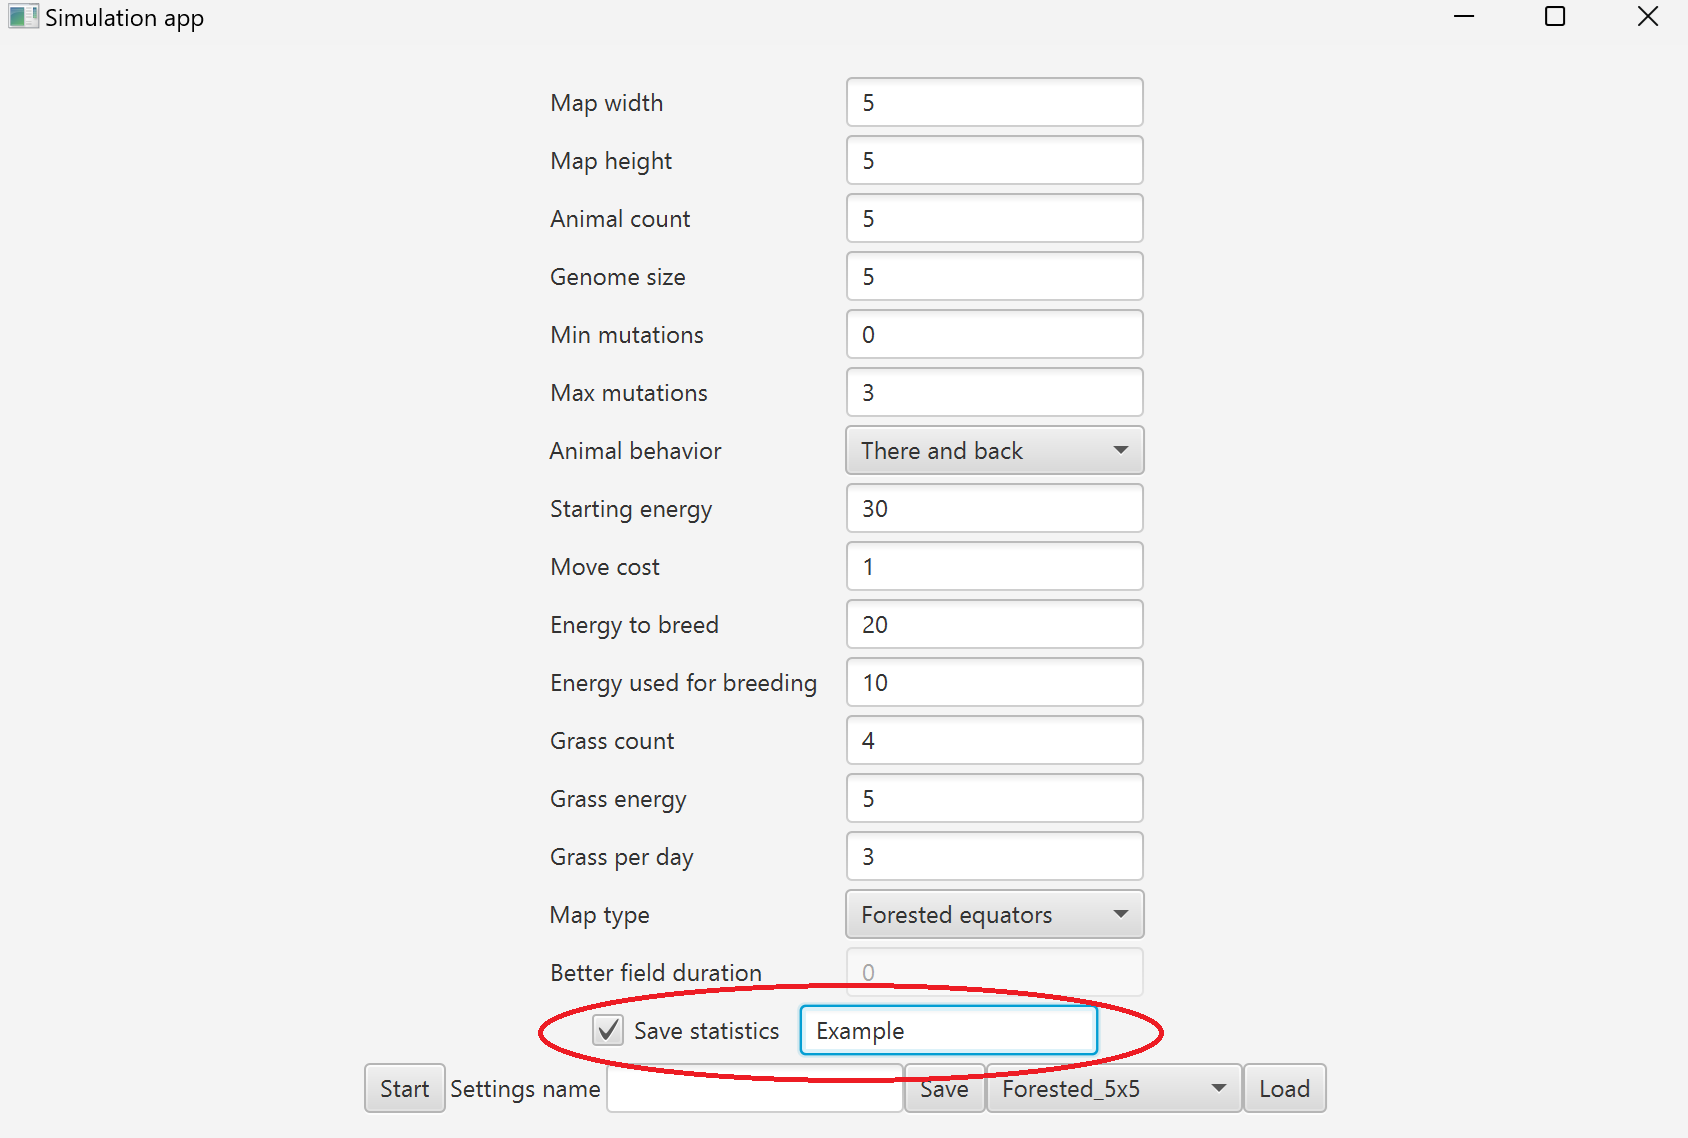 Simulation app
Map width 5
Map height 5
Animal count 5
Genome size 5
Min mutations 0
Max mutations 3
Animal behavior There and back
Starting energy 30
Move cost 1
Energy to breed 20
Energy used for breeding 10
Grass count 4
Grass energy 5
Grass per day 3
Map type Forested equators
Better field duration 0
Save statistics Example
Start Settings name Save Forested_5x5 Load